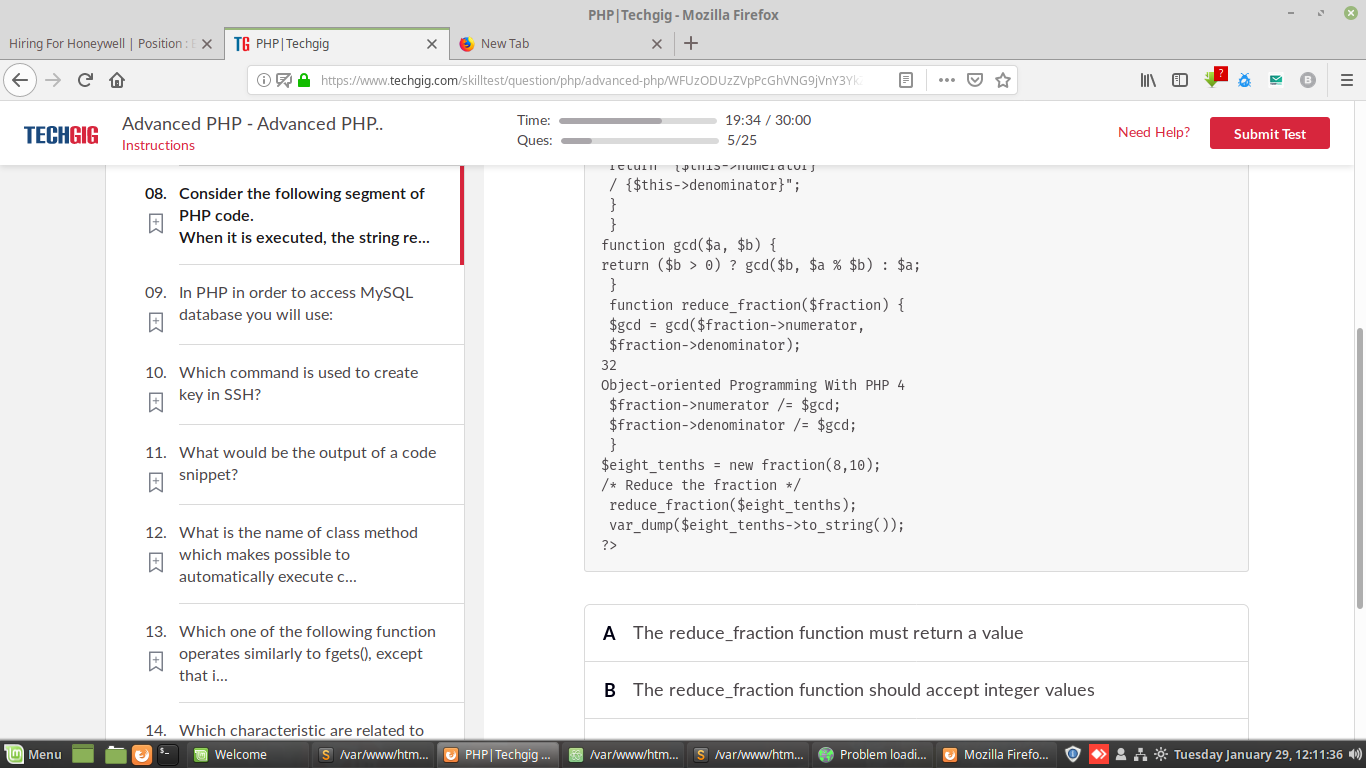 PHP|Techgig - Mozilla Firefox
Hiring For Honeywell | Position :
PHP|Techgig
New Tab
https://www.techgig.com/skilltest/question/php/advanced-php/WFUzODUzZVpPcGhVNG9jVnY3Yk
?
B
TECHGIG
Advanced PHP - Advanced PHP..
Instructions
Time: 19:34 / 30:00
Ques: 5/25
Need Help?
Submit Test
08. Consider the following segment of
PHP code.
When it is executed, the string re...
09. In PHP in order to access MySQL
database you will use:
10. Which command is used to create
key in SSH?
11. What would be the output of a code
snippet?
12. What is the name of class method
which makes possible to
automatically execute c...
13. Which one of the following function
operates similarly to fgets(), except
that i...
14. Which characteristic are related to
return "{$this->numerator}
/ {$this->denominator}";
}
}
function gcd($a, $b) {
return ($b > 0) ? gcd($b, $a % $b) : $a;
}
function reduce_fraction($fraction) {
$gcd = gcd($fraction->numerator,
$fraction->denominator);
32
Object-oriented Programming With PHP 4
$fraction->numerator /= $gcd;
$fraction->denominator /= $gcd;
}
$eight_tenths = new fraction(8,10);
/* Reduce the fraction */
reduce_fraction($eight_tenths);
var_dump($eight_tenths->to_string());
?>
A The reduce_fraction function must return a value
B The reduce_fraction function should accept integer values
Menu
Welcome
/var/www/htm...
PHP|Techgig ...
/var/www/htm...
/var/www/htm...
Problem loadi...
Mozilla Firefo...
Tuesday January 29, 12:11:36